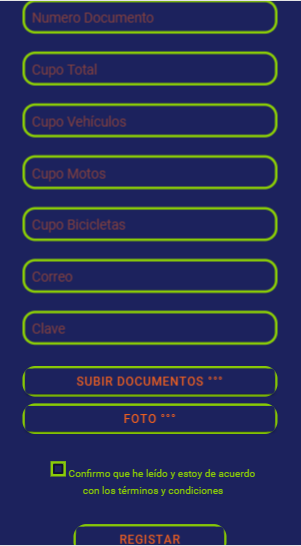 Numero Documento
Cupo Total
Cupo Vehículos
Cupo Motos
Cupo Bicicletas
Correo
Clave
SUBIR DOCUMENTOS °°°
FOTO °°°
Confirmo que he leído y estoy de acuerdo
con los términos y condiciones
REGISTAR